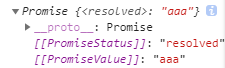 ▼ Promise {<resolved>: "aaa"} i
▶ __proto__: Promise
[[PromiseStatus]]: "resolved"
[[PromiseValue]]: "aaa"